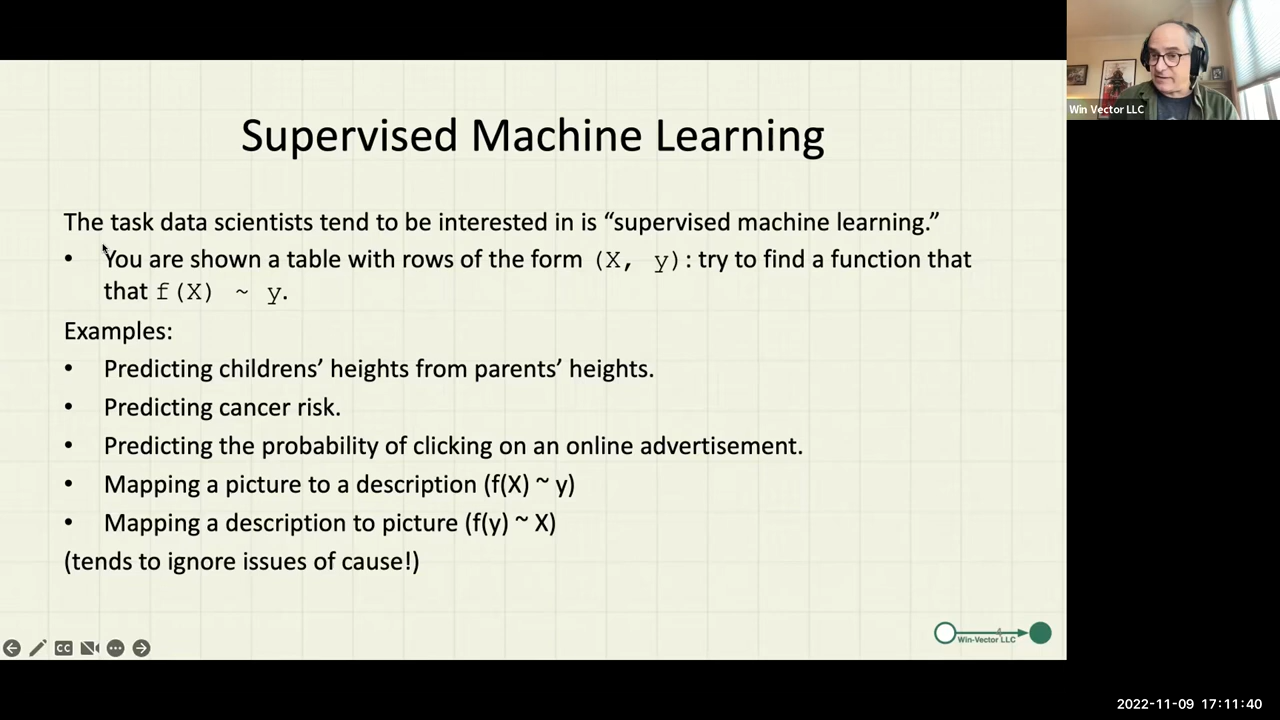 Win Vector LLC
Supervised Machine Learning
The task data scientists tend to be interested in is “supervised machine learning.”
• You are shown a table with rows of the form (X, y): try to find a function that
that f(X) ~ y.
Examples:
• Predicting childrens’ heights from parents’ heights.
• Predicting cancer risk.
• Predicting the probability of clicking on an online advertisement.
• Mapping a picture to a description (f(X) ~ y)
• Mapping a description to picture (f(y) ~ X)
(tends to ignore issues of cause!)
4
Win-Vector LLC
CC
2022-11-09 17:11:40